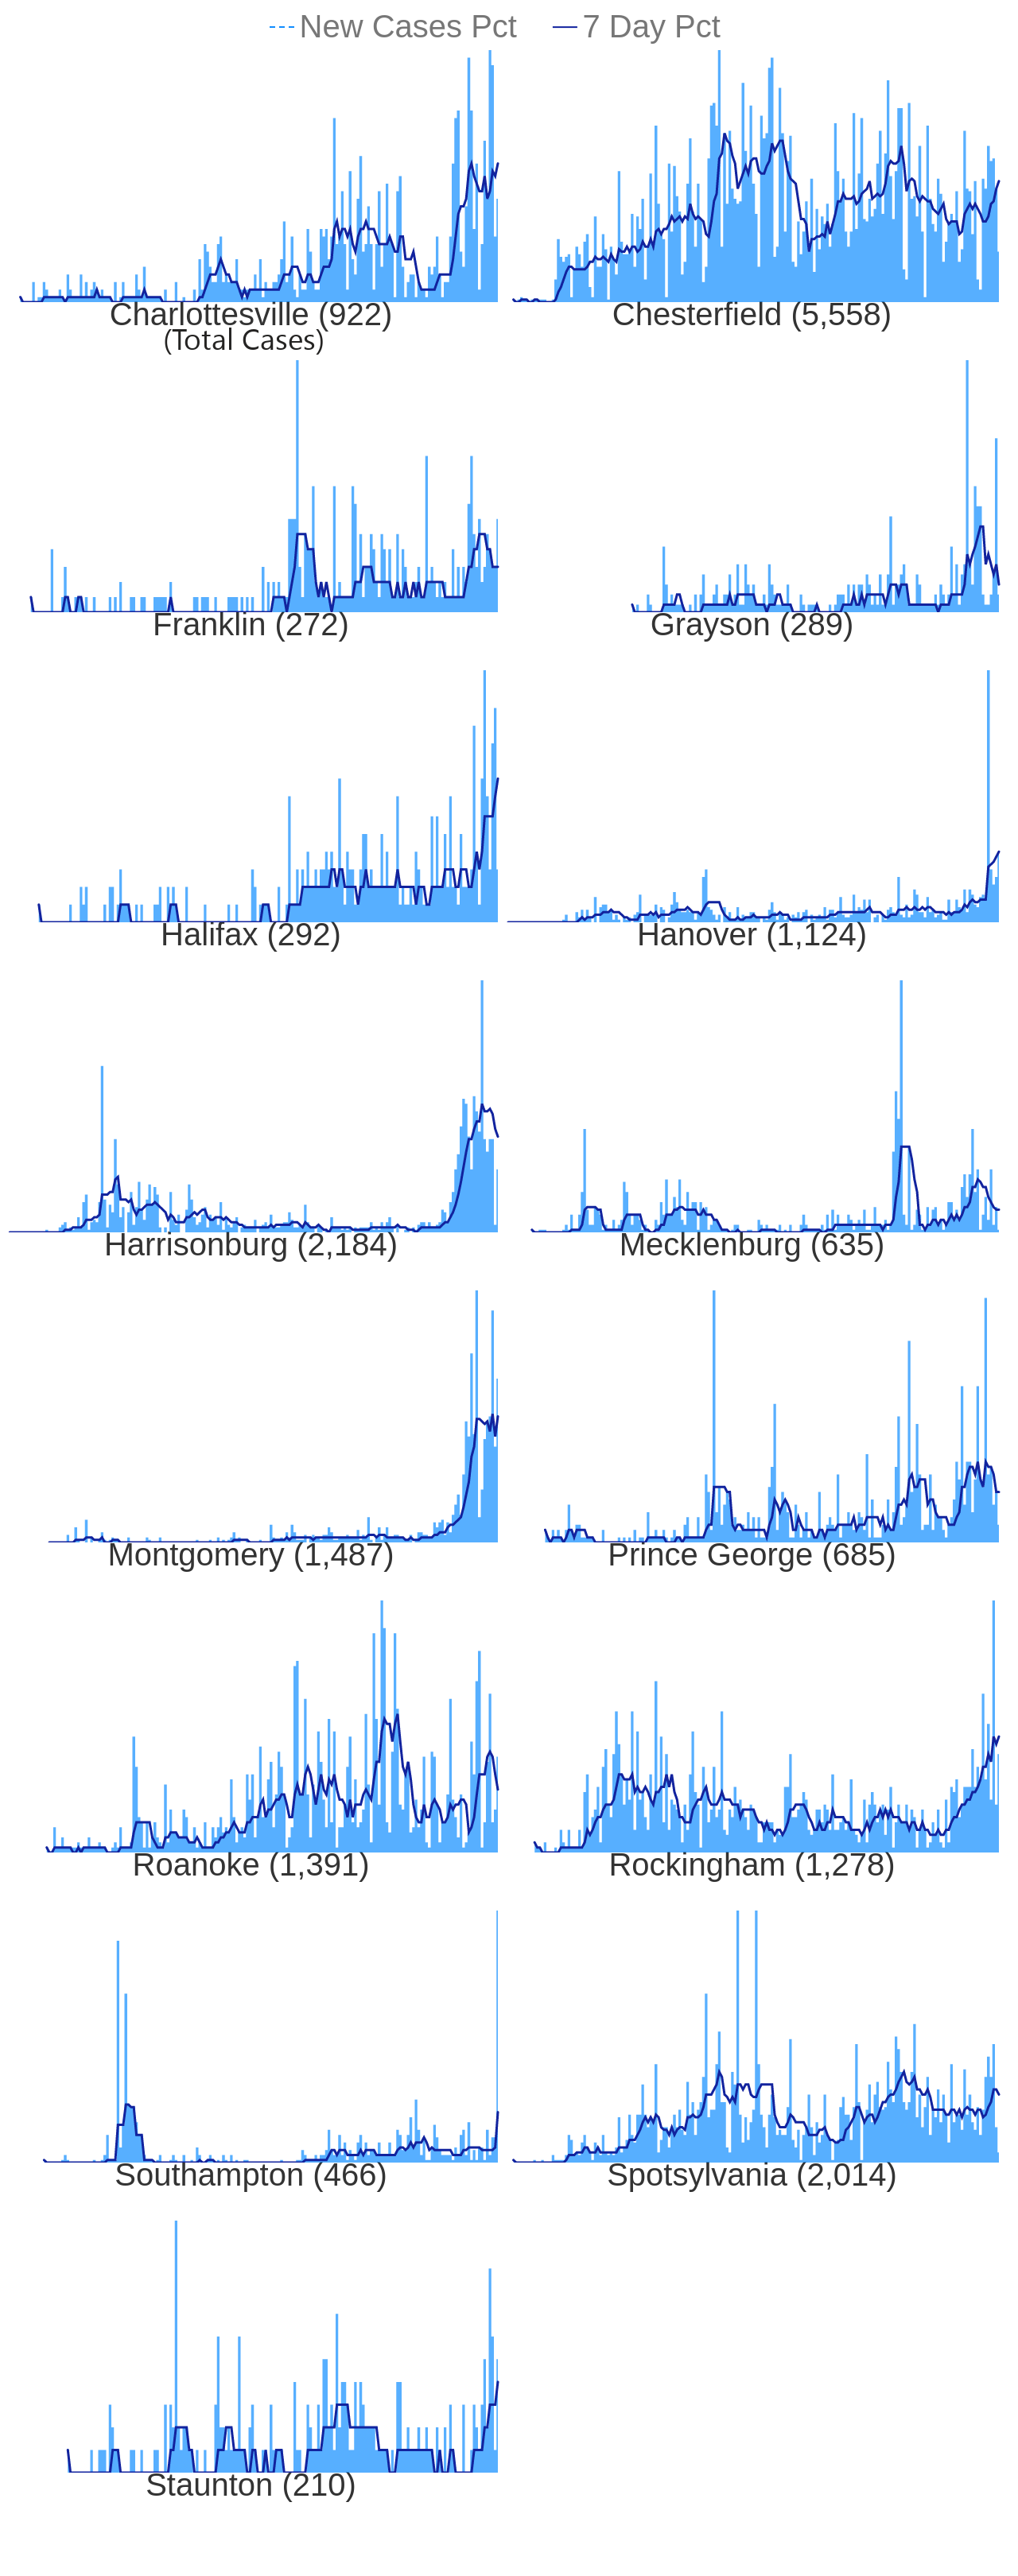 New Cases Pct 7 Day Pct
Charlottesville (922) Chesterfield (5,558)
(Total Cases)
Franklin (272) Grayson (289)
Halifax (292) Hanover (1,124)
Harrisonburg (2,184) Mecklenburg (635)
Montgomery (1,487) Prince George (685)
Roanoke (1,391) Rockingham (1,278)
Southampton (466) Spotsylvania (2,014)
Staunton (210)